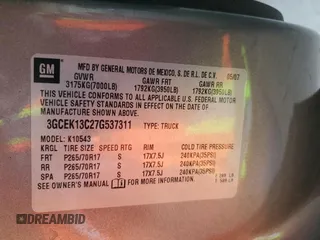 GM
MFD BY GENERAL MOTORS DE MEXICO, S. DE R.L. DE C.V. 05/07
GVWR GAWR FRT GAWR RR
3175KG(7000LB) 1792KG(3950LB) 1792KG(3950LB)
THIS VEHICLE CONFORMS TO ALL APPLICABLE U.S. FEDERAL
MOTOR VEHICLE SAFETY STANDARDS IN EFFECT ON THE DATE OF
MANUFACTURE SHOWN ABOVE.
3GCEK13C27G537311 TYPE: TRUCK
MODEL: K10543
KRGL TIRE SIZE SPEED RTG RIM COLD TIRE PRESSURE
FRT P265/70R17 S 17X7.5J 240KPA(35PSI)
RR P265/70R17 S 17X7.5J 240KPA(35PSI)
SPA P265/70R17 S 17X7.5J 240KPA(35PSI)
SEE OWNER'S MANUAL FOR ADDITIONAL INFORMATION.
DREAMBID